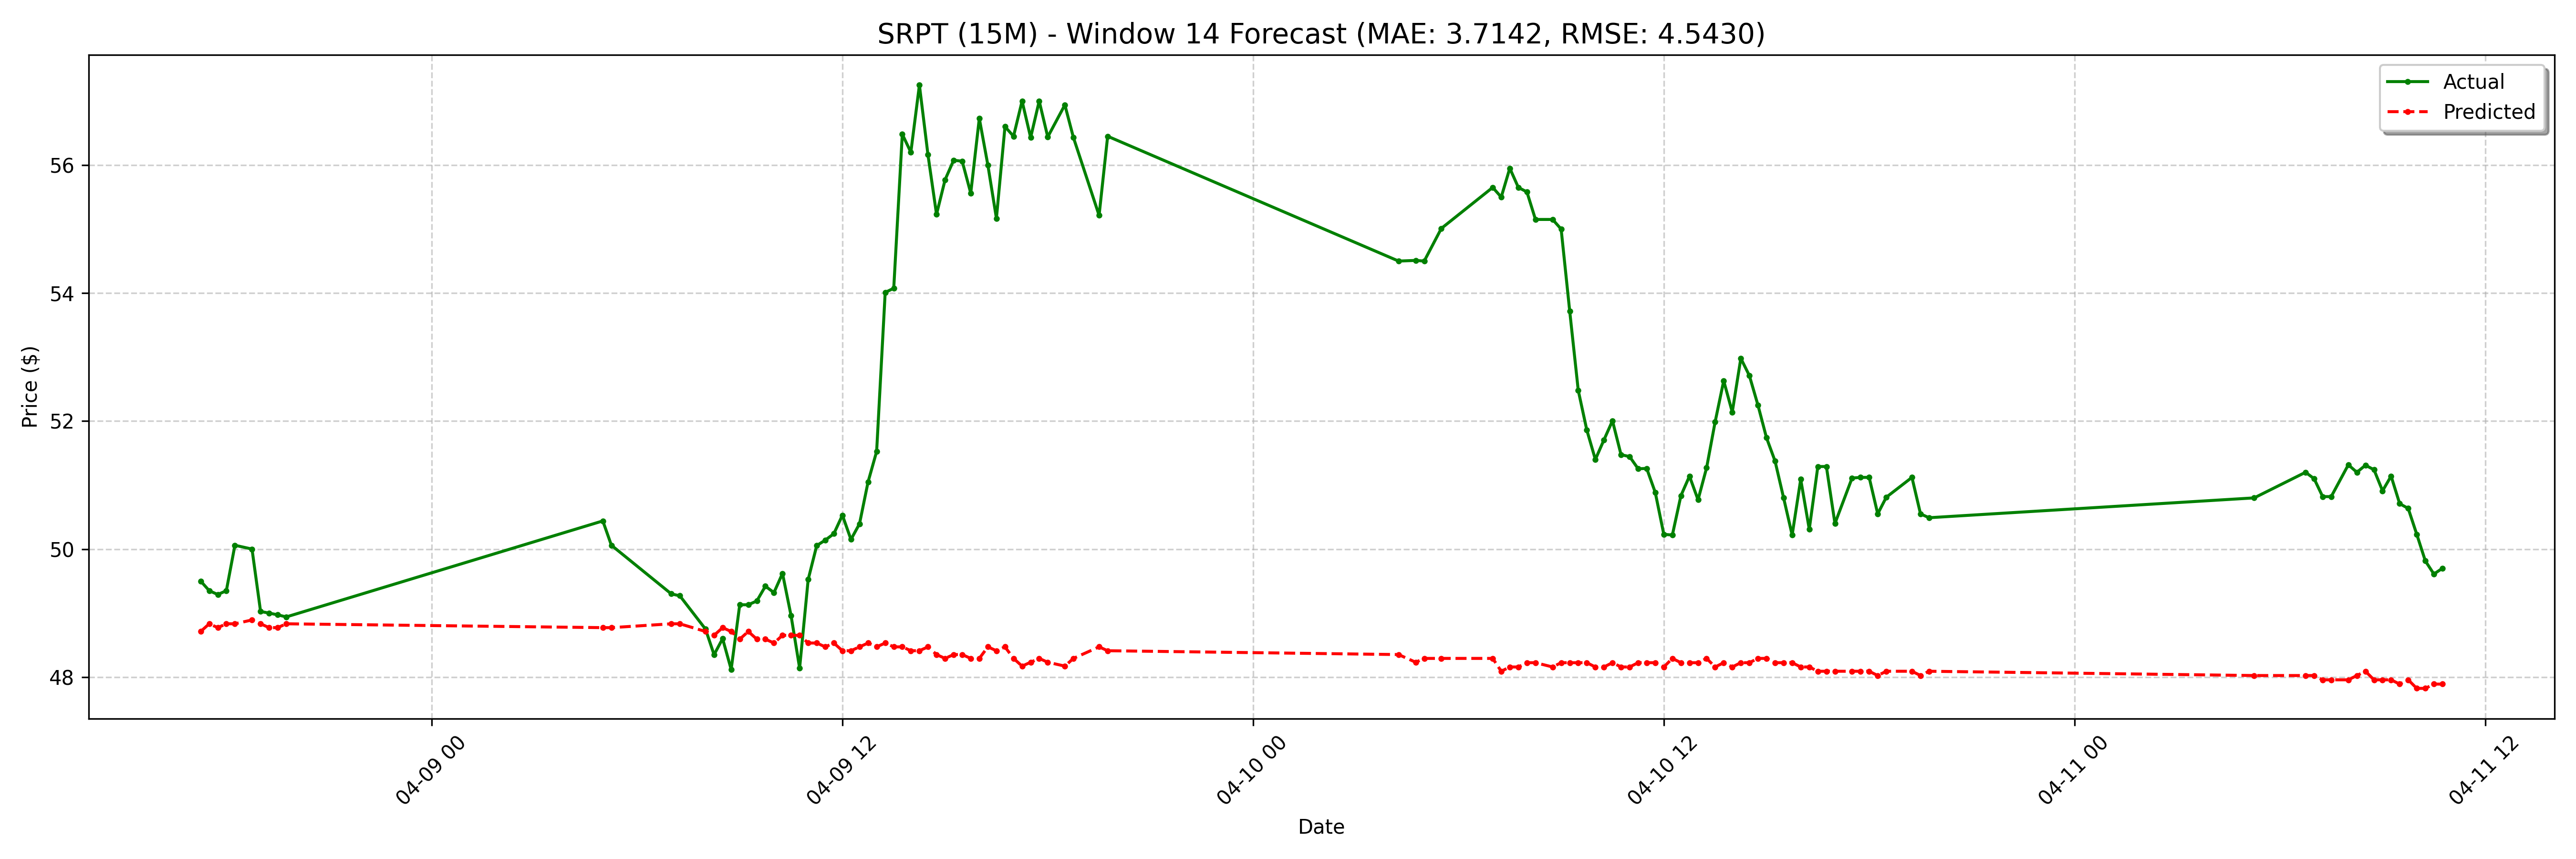 SRPT (15M) - Window 14 Forecast (MAE: 3.7142, RMSE: 4.5430)
Actual
Predicted
Price ($)
56
54
52
50
48
04-09 00
04-09 12
04-10 00
04-10 12
04-11 00
04-11 12
Date